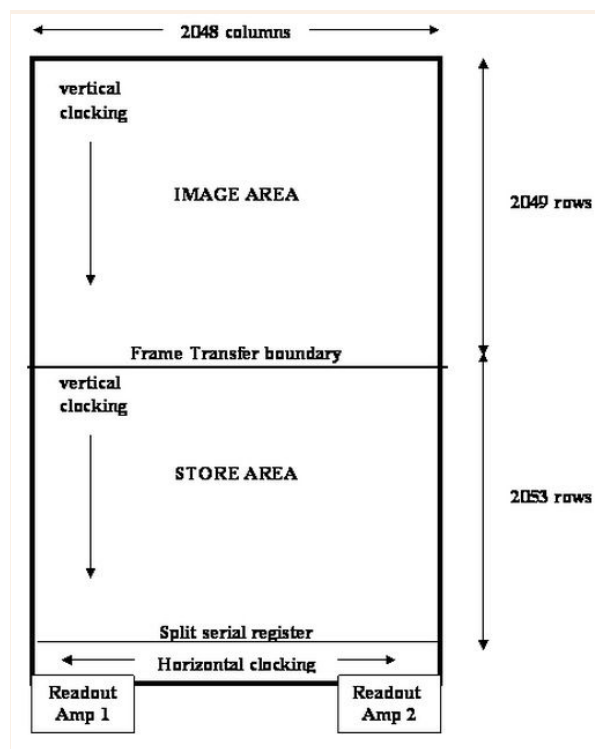 2048 columns
vertical
clocking
IMAGE AREA
2049 rows
Frame Transfer boundary
vertical
clocking
STORE AREA
2053 rows
Split serial register
Horizontal clocking
Readout
Amp 1
Readout
Amp 2